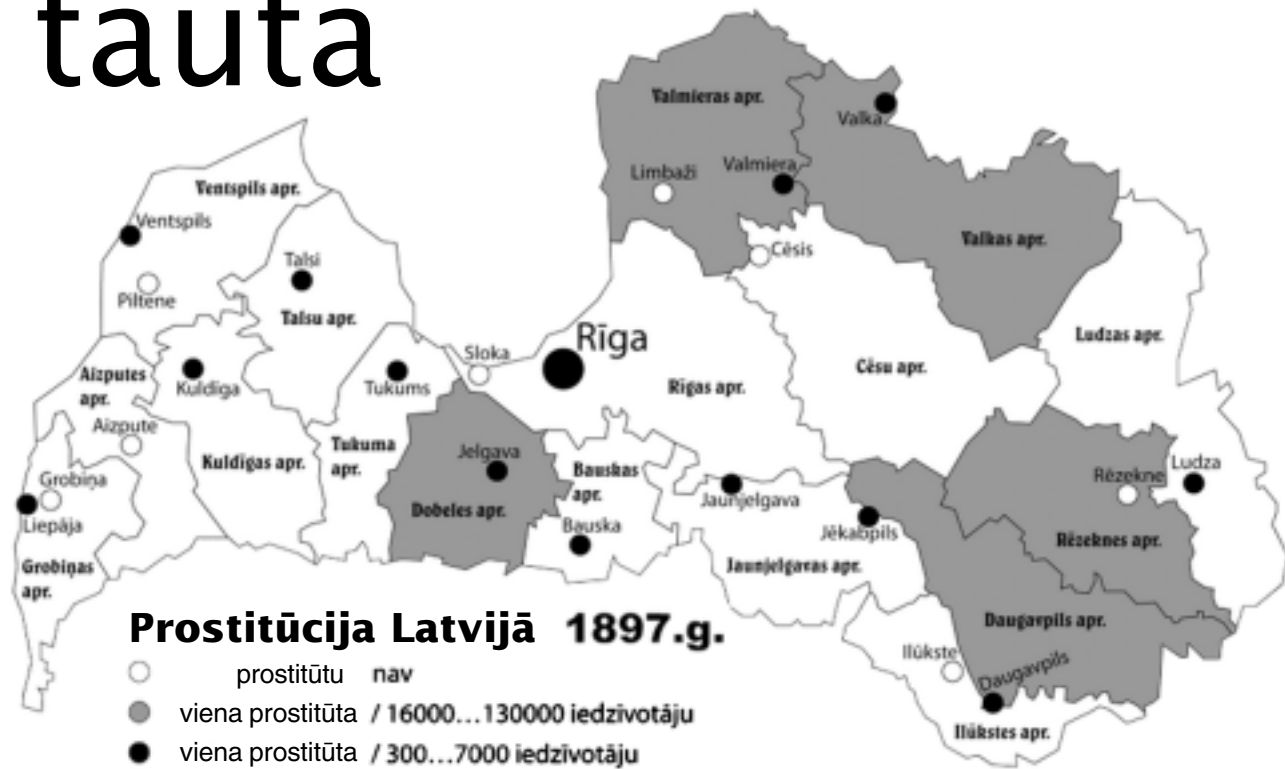 tauta
Valmieras apr.
Valka
Limbaži
Valmiera
Ventspils apr.
Ventspils
Cēsis
Valkas apr.
Talsi
Piltene
Talsu apr.
Rīga
Sloka
Ludzas apr.
Aizputes
apr.
Kuldīga
Tukums
Rīgas apr.
Cēsu apr.
Aizpute
Tukuma
apr.
Kuldīgas apr.
Jelgava
Bauskas
apr.
Rēzekne
Ludza
Grobiņa
Liepāja
Dobeles apr.
Jaunjelgava
Bauska
Jēkabpils
Rēzeknes apr.
Grobiņas
apr.
Jaunjelgavas apr.
Daugavpils apr.
Ilūkste
Daugavpils
Ilūkstes apr.
Prostitūcija Latvijā 1897.g.
prostitūtu nav
viena prostitūta / 16000...130000 iedzīvotāju
viena prostitūta / 300...7000 iedzīvotāju